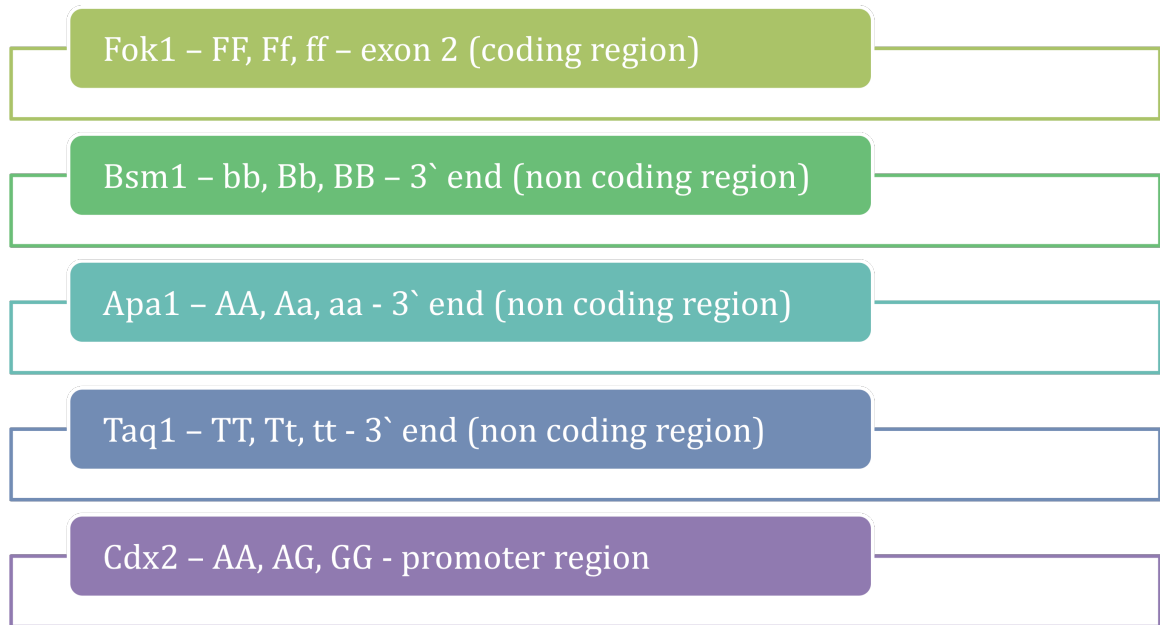 Fok1 – FF, Ff, ff – exon 2 (coding region)
Bsm1 – bb, Bb, BB – 3` end (non coding region)
Apa1 – AA, Aa, aa - 3` end (non coding region)
Taq1 – TT, Tt, tt - 3` end (non coding region)
Cdx2 – AA, AG, GG - promoter region